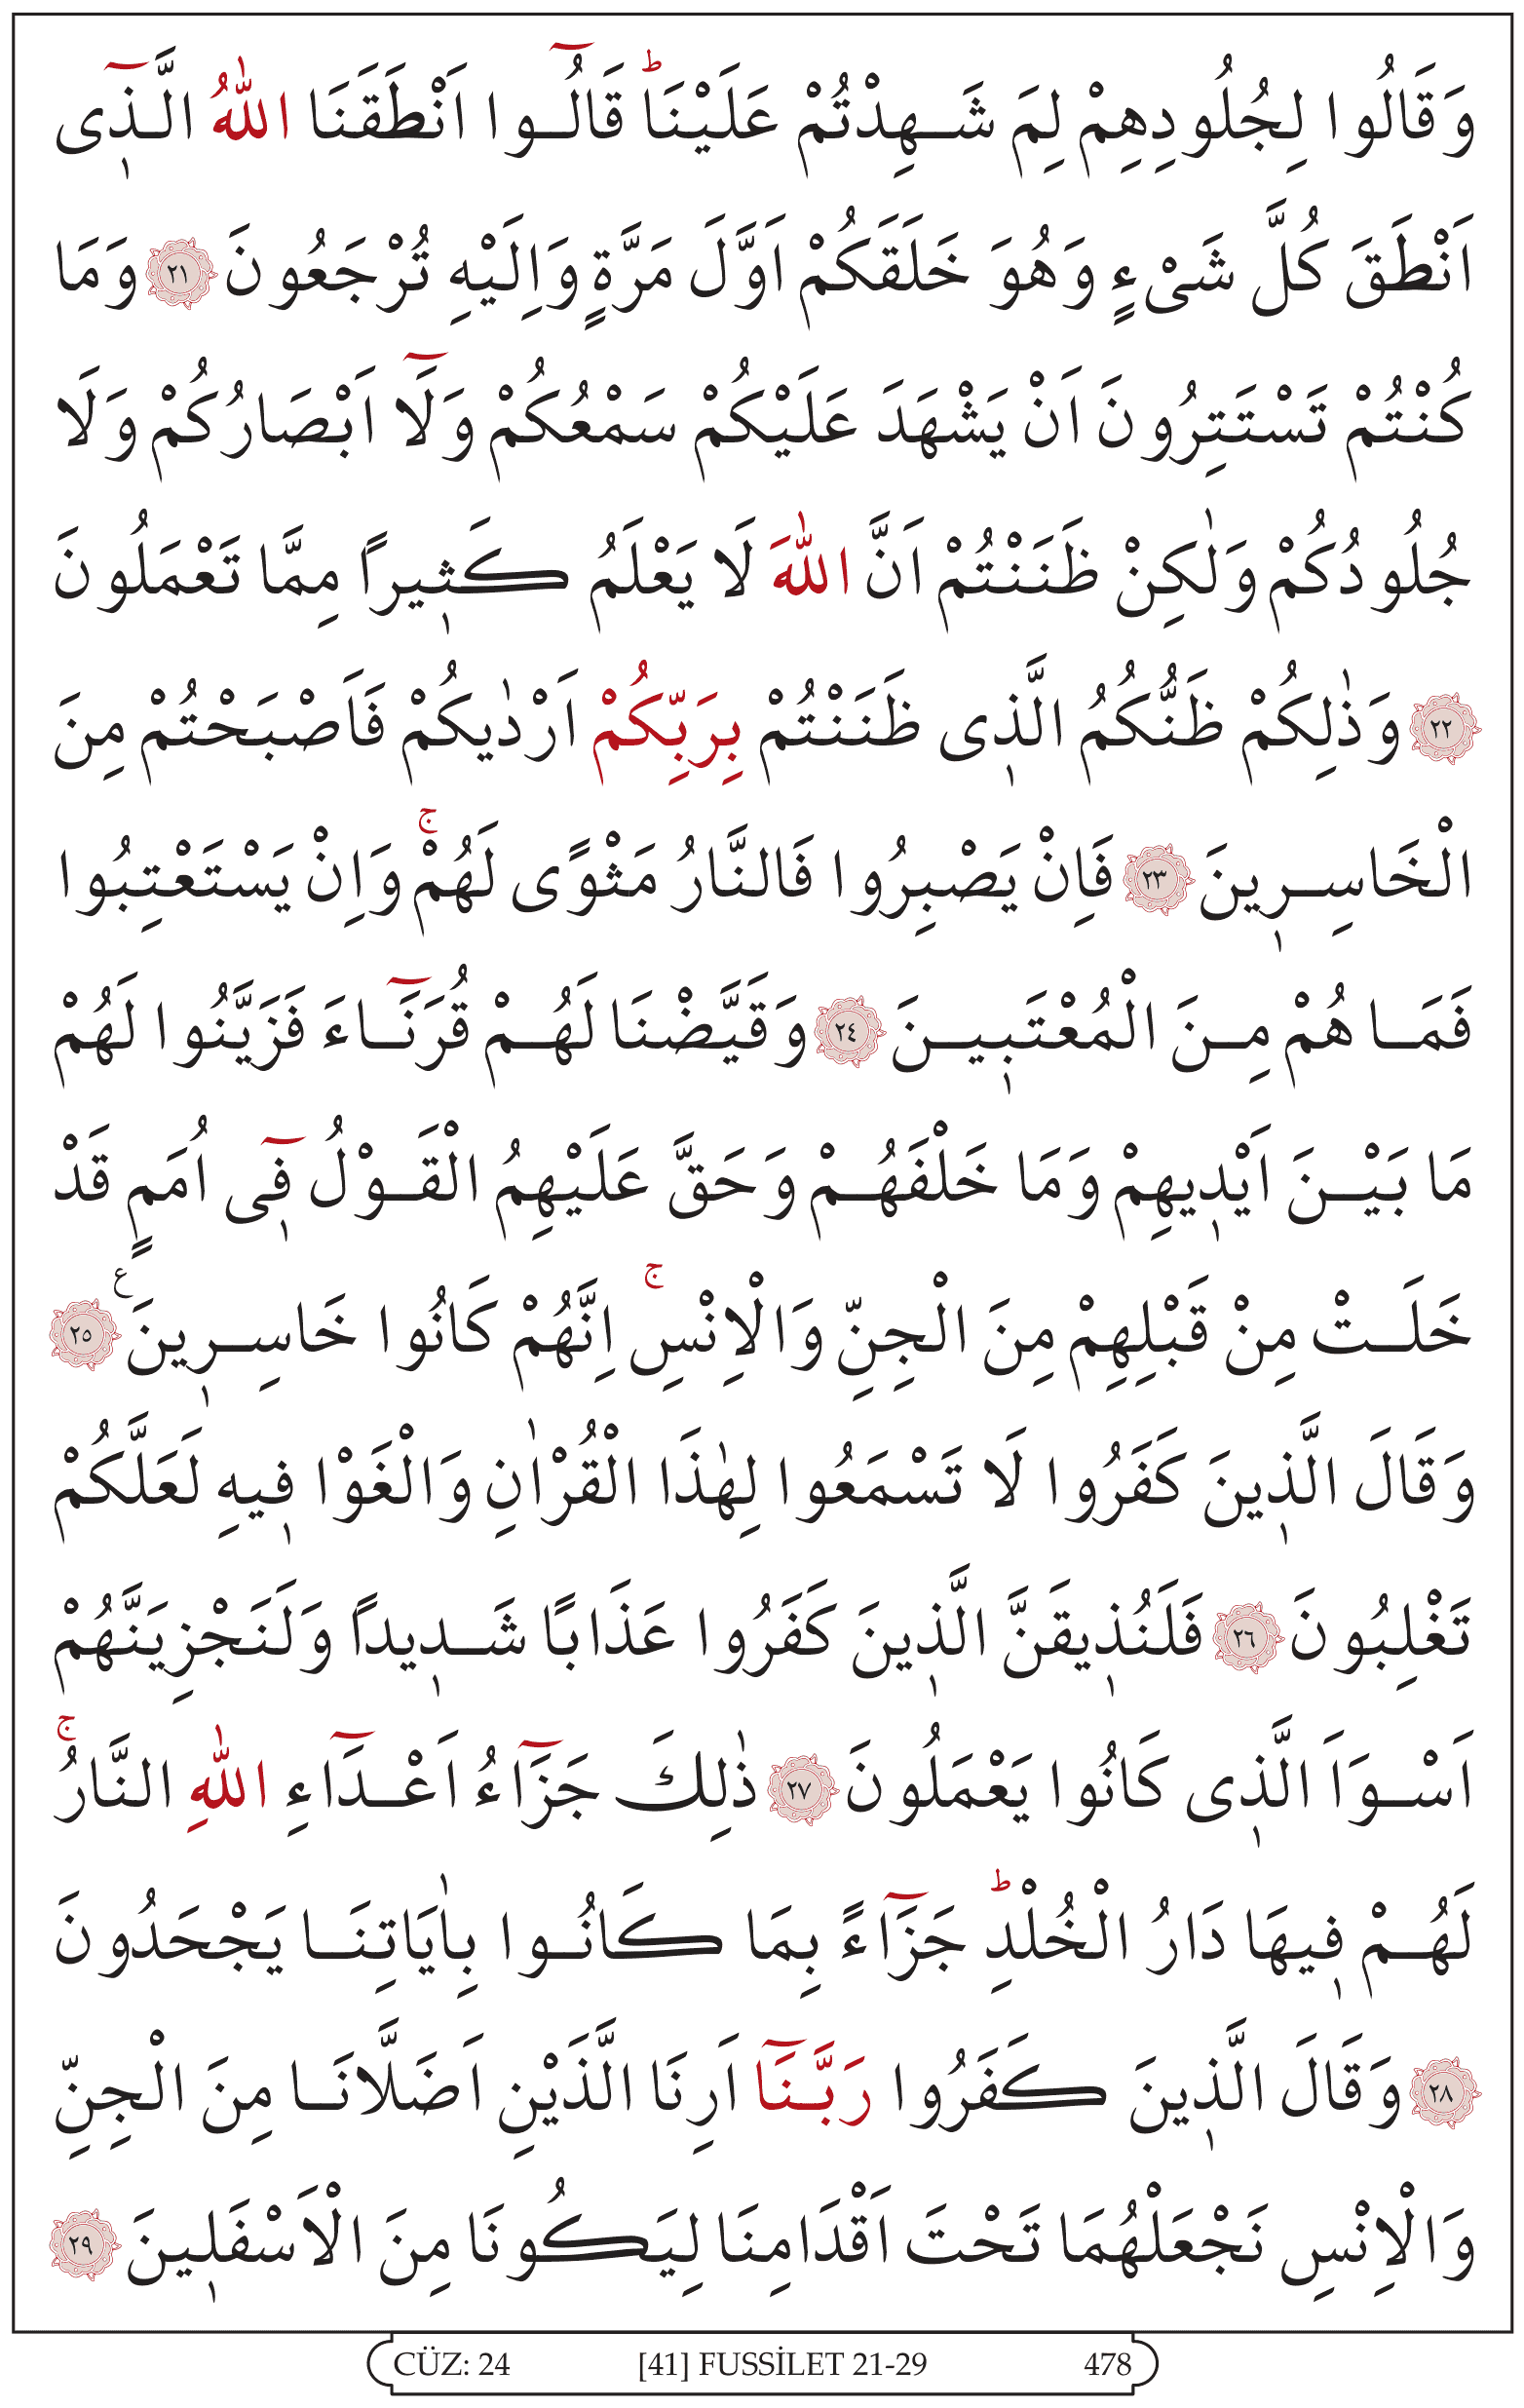 وَقَالُوا لِجُلُودِهِمْ لِمَ شَهِدْتُمْ عَلَيْنَاۜ قَالُٓوا اَنْطَقَنَا اللّٰهُ الَّذ۪ٓى
اَنْطَقَ كُلَّ شَىْءٍ وَهُوَ خَلَقَكُمْ اَوَّلَ مَرَّةٍ وَاِلَيْهِ تُرْجَعُونَ ﴿٢١﴾ وَمَا
كُنْتُمْ تَسْتَتِرُونَ اَنْ يَشْهَدَ عَلَيْكُمْ سَمْعُكُمْ وَلَٓا اَبْصَارُكُمْ وَلَا
جُلُودُكُمْ وَلٰكِنْ ظَنَنْتُمْ اَنَّ اللّٰهَ لَا يَعْلَمُ كَث۪يرًا مِمَّا تَعْمَلُونَ
﴿٢٢﴾ وَذٰلِكُمْ ظَنُّكُمُ الَّذ۪ى ظَنَنْتُمْ بِرَبِّكُمْ اَرْدٰيكُمْ فَاَصْبَحْتُمْ مِنَ
الْخَاسِر۪ينَ ﴿٢٣﴾ فَاِنْ يَصْبِرُوا فَالنَّارُ مَثْوًى لَهُمْۚ وَاِنْ يَسْتَعْتِبُوا
فَمَا هُمْ مِنَ الْمُعْتَب۪ينَ ﴿٢٤﴾ وَقَيَّضْنَا لَهُمْ قُرَنَٓاءَ فَزَيَّنُوا لَهُمْ
مَا بَيْنَ اَيْد۪يهِمْ وَمَا خَلْفَهُمْ وَحَقَّ عَلَيْهِمُ الْقَوْلُ ف۪ٓى اُمَمٍ قَدْ
خَلَتْ مِنْ قَبْلِهِمْ مِنَ الْجِنِّ وَالْاِنْسِۚ اِنَّهُمْ كَانُوا خَاسِر۪ينَ ع ﴿٢٥﴾
وَقَالَ الَّذ۪ينَ كَفَرُوا لَا تَسْمَعُوا لِهٰذَا الْقُرْاٰنِ وَالْغَوْا ف۪يهِ لَعَلَّكُمْ
تَغْلِبُونَ ﴿٢٦﴾ فَلَنُذ۪يقَنَّ الَّذ۪ينَ كَفَرُوا عَذَابًا شَد۪يدًا وَلَنَجْزِيَنَّهُمْ
اَسْوَاَ الَّذ۪ى كَانُوا يَعْمَلُونَ ﴿٢٧﴾ ذٰلِكَ جَزَٓاءُ اَعْدَٓاءِ اللّٰهِ النَّارُۚ
لَهُمْ ف۪يهَا دَارُ الْخُلْدِۜ جَزَٓاءً بِمَا كَانُوا بِاٰيَاتِنَا يَجْحَدُونَ
﴿٢٨﴾ وَقَالَ الَّذ۪ينَ كَفَرُوا رَبَّنَٓا اَرِنَا الَّذَيْنِ اَضَلَّانَا مِنَ الْجِنِّ
وَالْاِنْسِ نَجْعَلْهُمَا تَحْتَ اَقْدَامِنَا لِيَكُونَا مِنَ الْاَسْفَل۪ينَ ﴿٢٩﴾
CÜZ: 24 [41] FUSSİLET 21-29 478